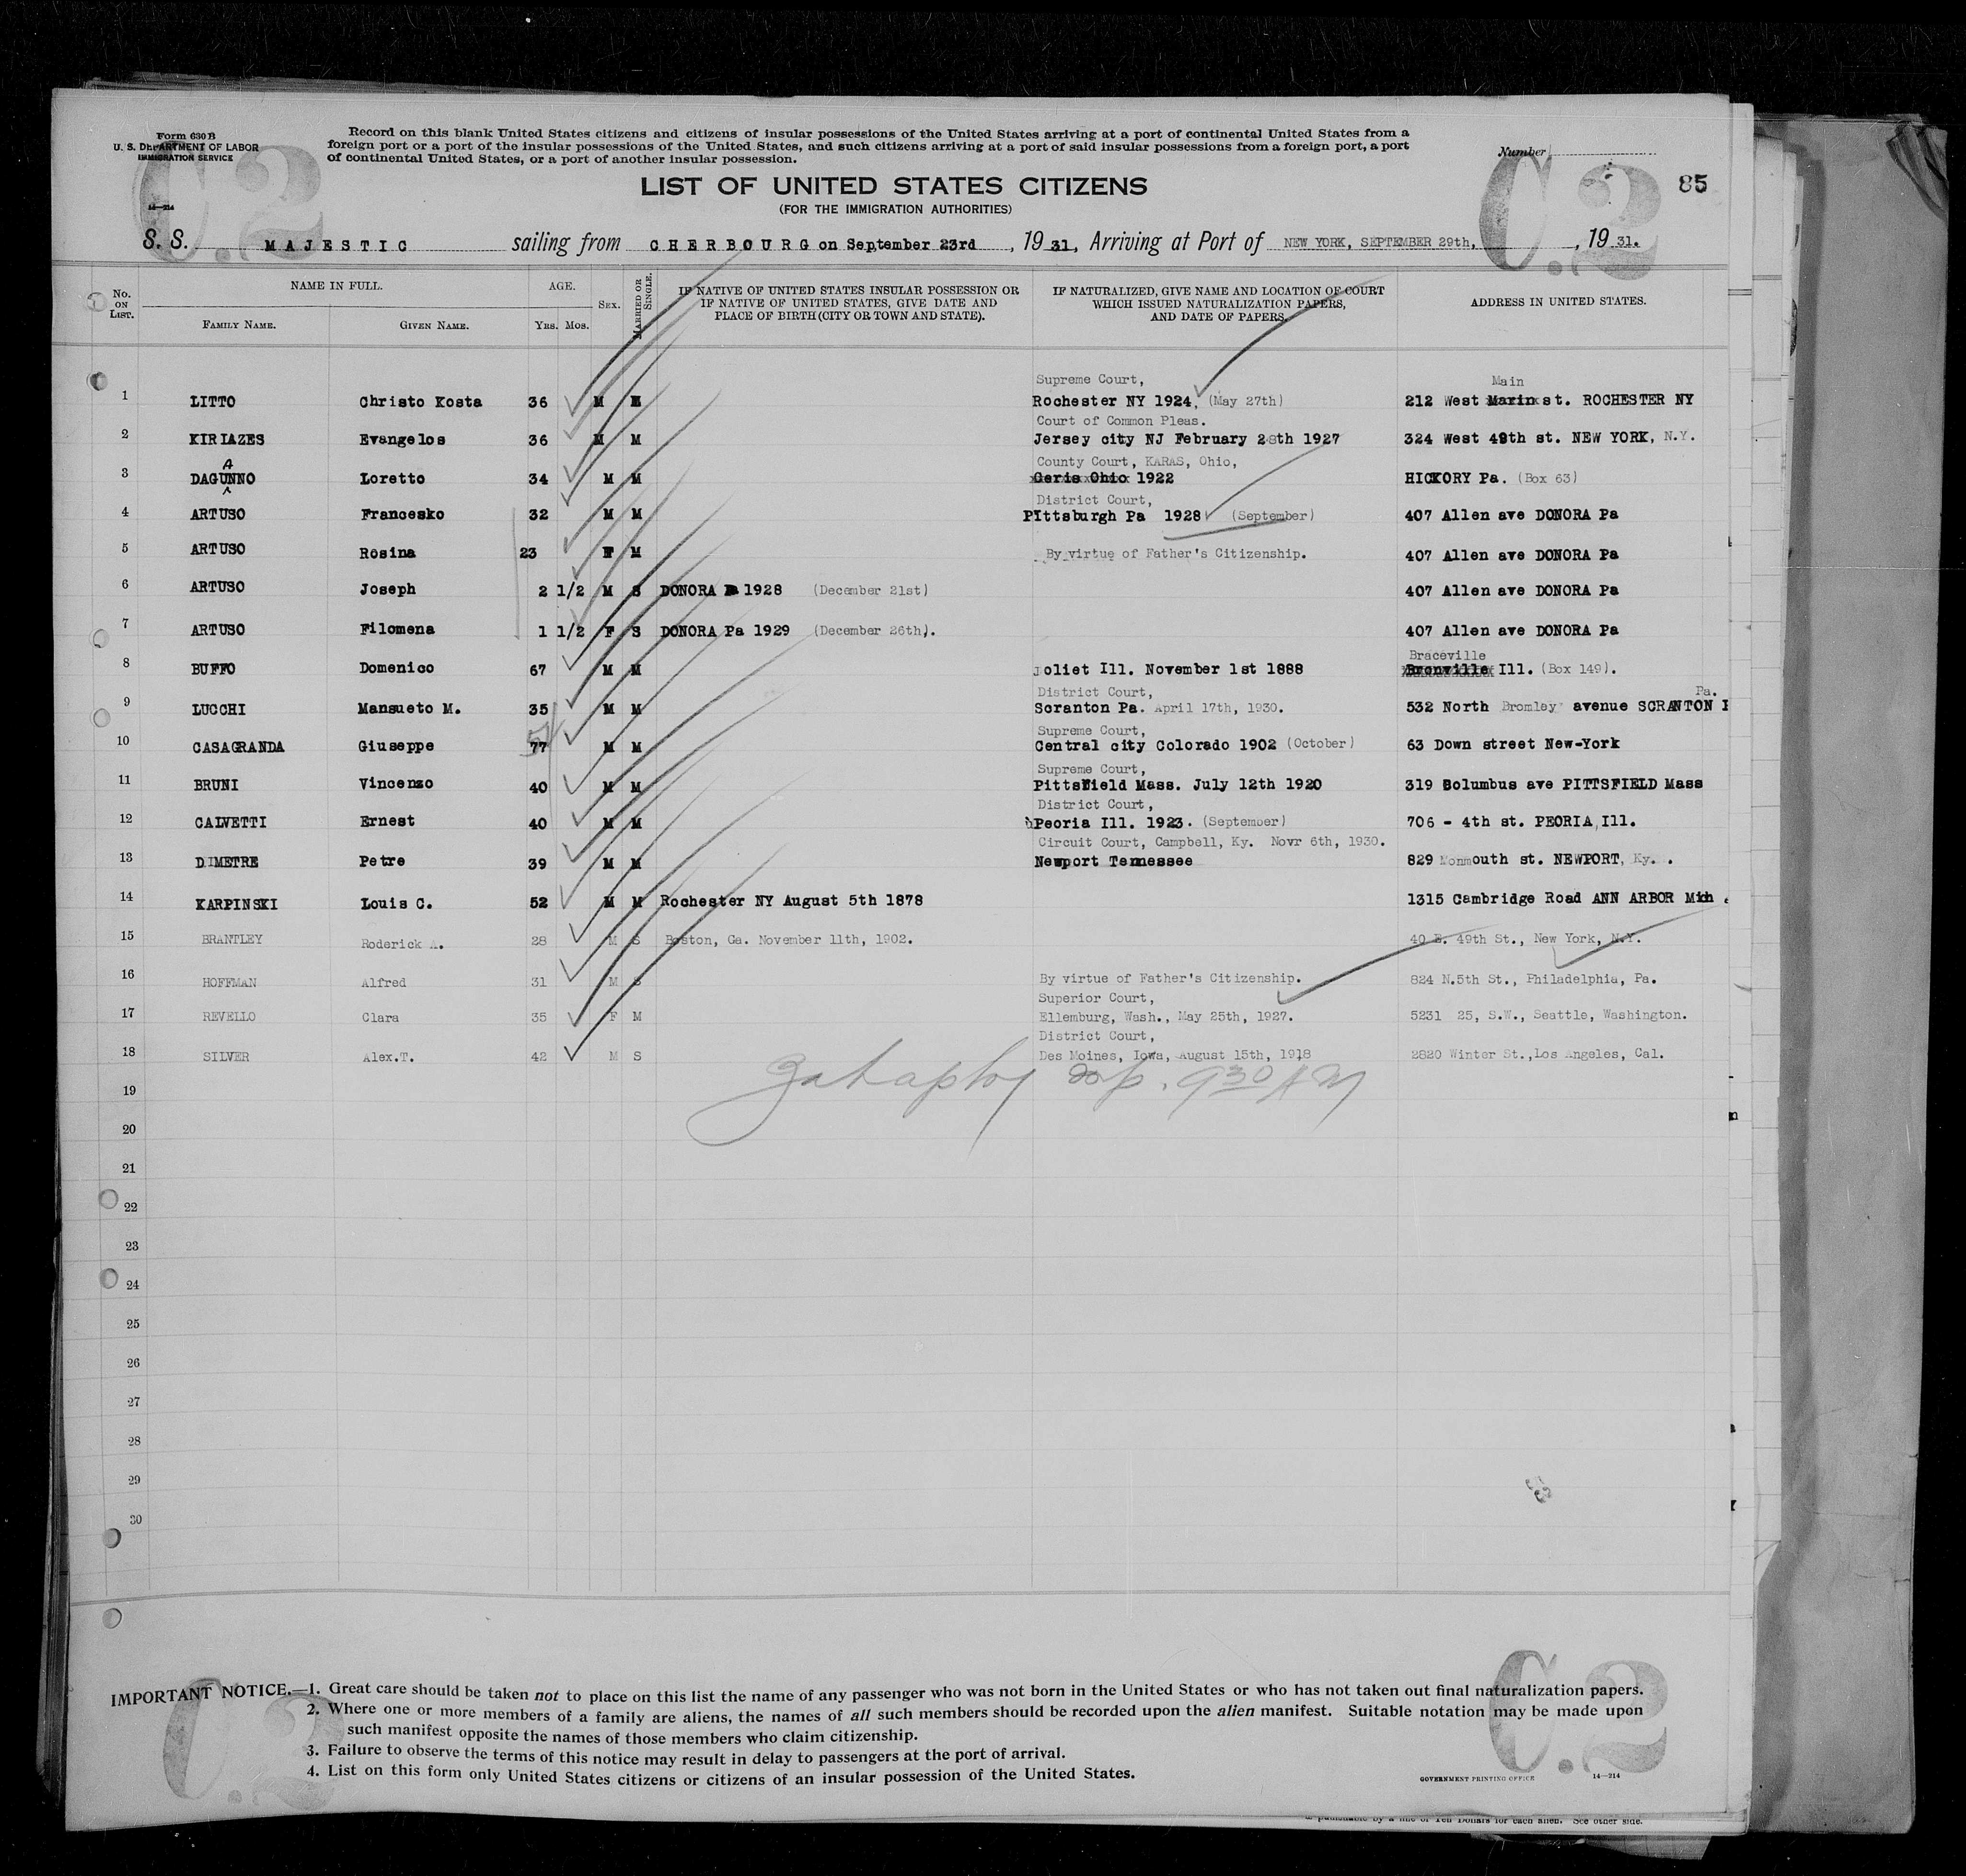 Form 630 B
U. S. DEPARTMENT OF LABOR
IMMIGRATION SERVICE
14—214
C.2
Record on this blank United States citizens and citizens of insular possessions of the United States arriving at a port of continental United States from a
foreign port or a port of the insular possessions of the United States, and such citizens arriving at a port of said insular possessions from a foreign port, a port
of continental United States, or a port of another insular possession.
Number
C.2
85
LIST OF UNITED STATES CITIZENS
(FOR THE IMMIGRATION AUTHORITIES)
S. S. MAJESTIC sailing from CHERBOURG on September 23rd, 19 31, Arriving at Port of NEW YORK, SEPTEMBER 29th, , 19 31.
No. ON LIST. NAME IN FULL. FAMILY NAME. GIVEN NAME. AGE. YRS. MOS. SEX. MARRIED OR SINGLE. IF NATIVE OF UNITED STATES INSULAR POSSESSION OR IF NATIVE OF UNITED STATES, GIVE DATE AND PLACE OF BIRTH (CITY OR TOWN AND STATE). IF NATURALIZED, GIVE NAME AND LOCATION OF COURT WHICH ISSUED NATURALIZATION PAPERS, AND DATE OF PAPERS. ADDRESS IN UNITED STATES.
Supreme Court, Main
1 LITTO Christo Kosta 36 M Rochester NY 1924, (May 27th) 212 West Marin st. ROCHESTER NY
Court of Common Pleas.
2 KIRIAZES Evangelos 36 M M Jersey city NJ February 28th 1927 324 West 49th st. NEW YORK, N.Y.
A County Court, KARAS, Ohio,
3 DAGUNNO Loretto 34 M M Geris Ohio 1922 HICKORY Pa. (Box 63)
District Court,
4 ARTUSO Francesko 32 M M PIttsburgh Pa 1928 (September) 407 Allen ave DONORA Pa
5 ARTUSO Rosina 23 F M By virtue of Father's Citizenship. 407 Allen ave DONORA Pa
6 ARTUSO Joseph 2 1/2 M S DONORA Pa 1928 (December 21st) 407 Allen ave DONORA Pa
7 ARTUSO Filomena 1 1/2 F S DONORA Pa 1929 (December 26th). 407 Allen ave DONORA Pa
Braceville
8 BUFFO Domenico 67 M M Joliet Ill. November 1st 1888 Bronville Ill. (Box 149).
District Court, Pa.
9 LUCCHI Mansueto M. 35 M M Scranton Pa. April 17th, 1930. 532 North Bromley avenue SCRANTON
Supreme Court,
10 CASAGRANDA Giuseppe 77 M M Central city Colorado 1902 (October) 63 Down street New-York
Supreme Court,
11 BRUNI Vincenzo 40 M M Pittsfield Mass. July 12th 1920 319 Columbus ave PITTSFIELD Mass
District Court,
12 CALVETTI Ernest 40 M M Peoria Ill. 1923. (September) 706 - 4th st. PEORIA, Ill.
Circuit Court, Campbell, Ky. Novr 6th, 1930.
13 DIMETRE Petre 39 M M Newport Tennessee 829 Monmouth st. NEWPORT, Ky. .
14 KARPINSKI Louis C. 52 M M Rochester NY August 5th 1878 1315 Cambridge Road ANN ARBOR Mich
15 BRANTLEY Roderick A. 28 M S Boston, Ga. November 11th, 1902. 40 E. 49th St., New York, N.Y.
16 HOFFMAN Alfred 31 M S By virtue of Father's Citizenship. 824 N.5th St., Philadelphia, Pa.
Superior Court,
17 REVELLO Clara 35 F M Ellemburg, Wash., May 25th, 1927. 5231 25, S.W., Seattle, Washington.
District Court,
18 SILVER Alex.T. 42 M S Des Moines, Iowa, August 15th, 1918 2820 Winter St.,Los Angeles, Cal.
930 AM
19
20
21
22
23
24
25
26
27
28
29
30
IMPORTANT NOTICE.—1. Great care should be taken not to place on this list the name of any passenger who was not born in the United States or who has not taken out final naturalization papers.
2. Where one or more members of a family are aliens, the names of all such members should be recorded upon the alien manifest. Suitable notation may be made upon
such manifest opposite the names of those members who claim citizenship.
3. Failure to observe the terms of this notice may result in delay to passengers at the port of arrival.
4. List on this form only United States citizens or citizens of an insular possession of the United States.
C.2
C.2
GOVERNMENT PRINTING OFFICE 14—214
for each alien. See other side.